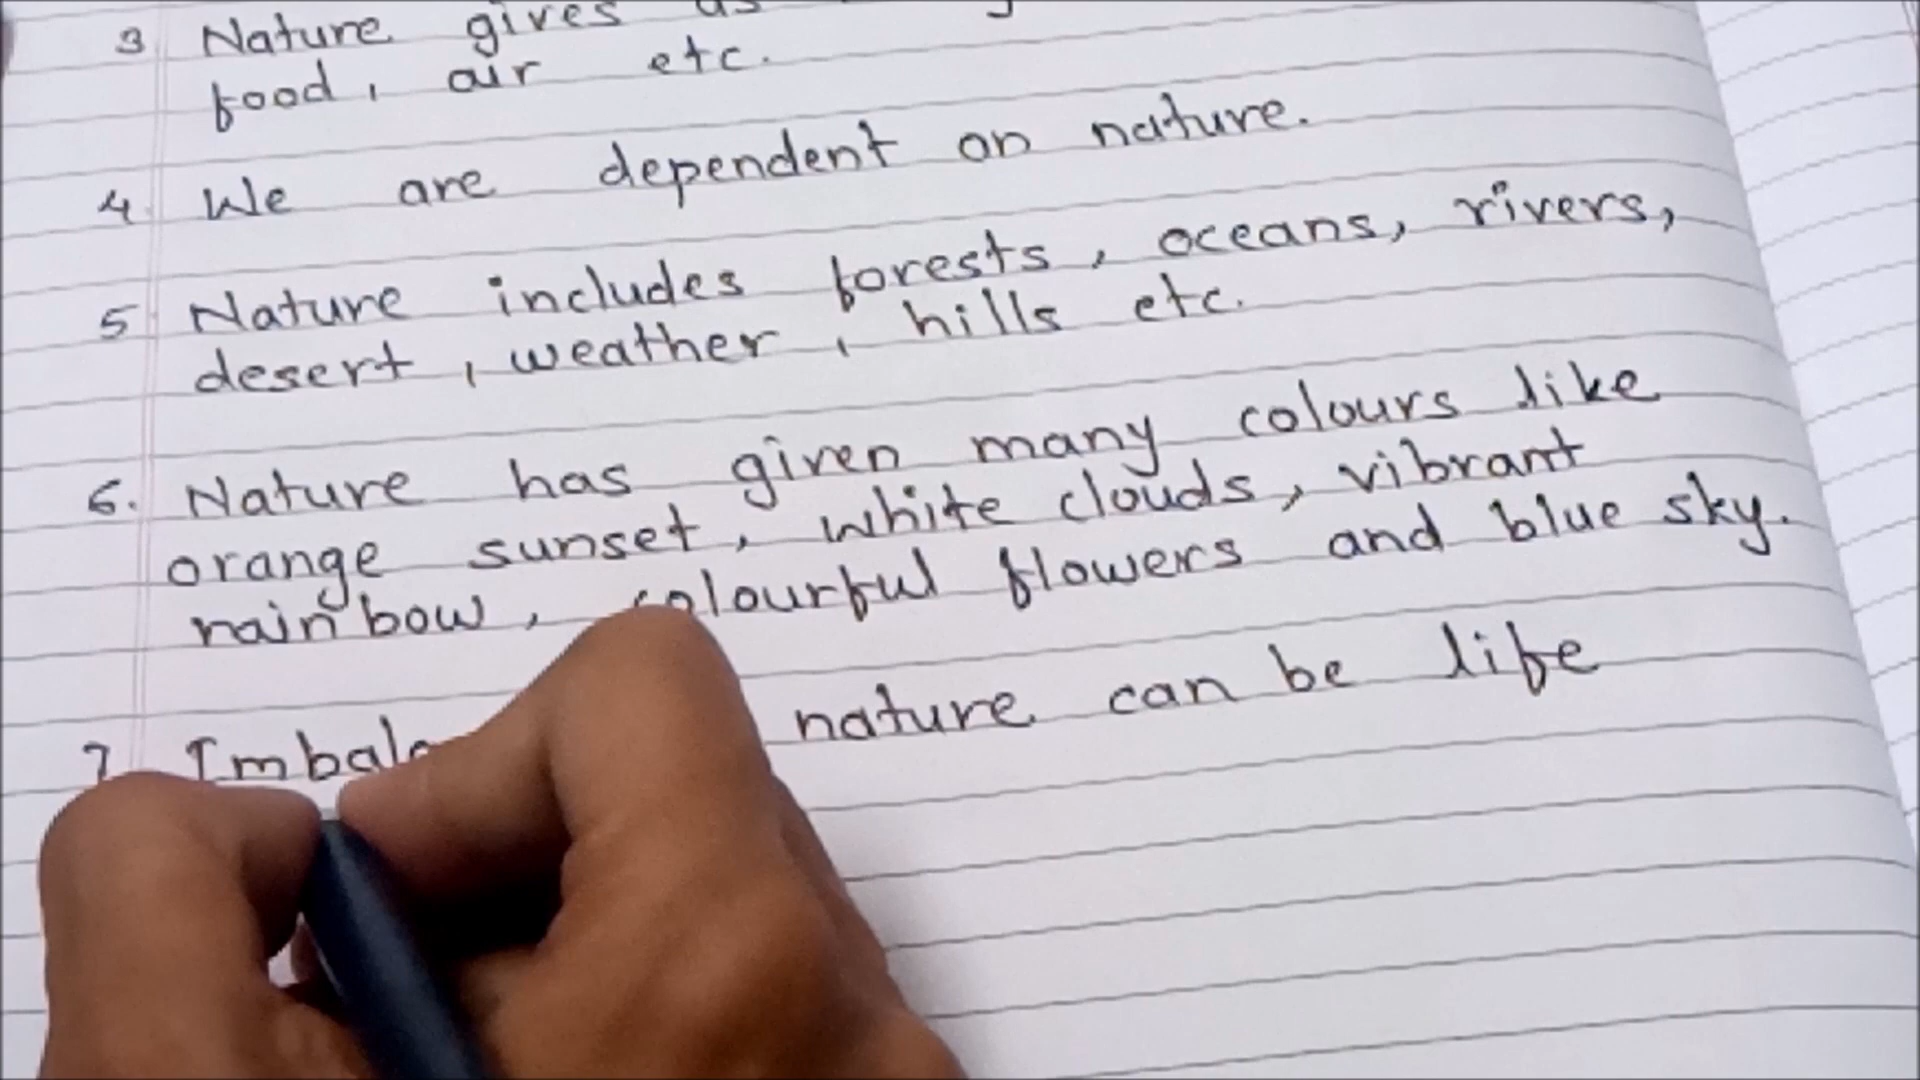 3 Nature gives us
food, air etc.
4 We are dependent on nature.
5 Nature includes forests, oceans, rivers,
desert, weather, hills etc.
6. Nature has given many colours like
orange sunset, white clouds, vibrant
rainbow, colourful flowers and blue sky.
7 nature can be life